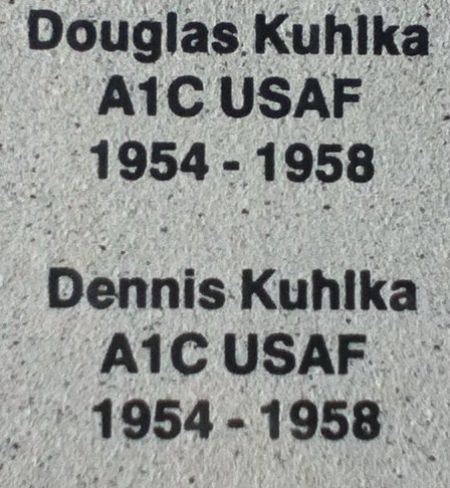 Douglas Kuhlka
A1C USAF
1954 - 1958
Dennis Kuhlka
A1C USAF
1954 - 1958